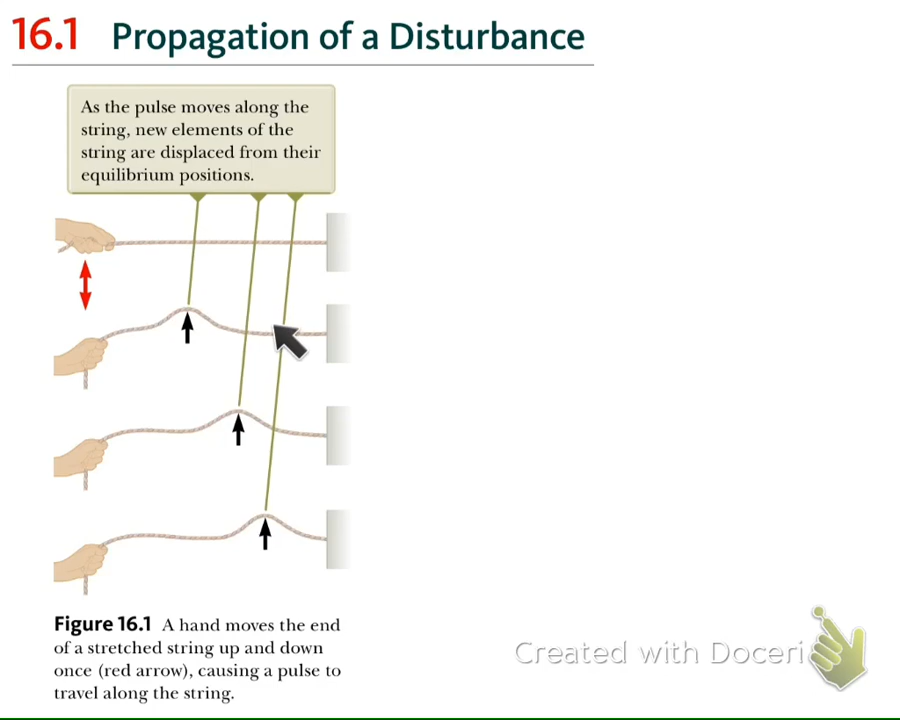 16.1 Propagation of a Disturbance
As the pulse moves along the
string, new elements of the
string are displaced from their
equilibrium positions.
Figure 16.1 A hand moves the end
of a stretched string up and down
once (red arrow), causing a pulse to
travel along the string.
Created with Doceri